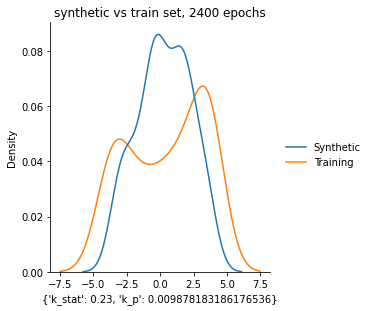 synthetic vs train set, 2400 epochs
0.08
0.06
0.04
0.02
0.00
Density
Synthetic
Training
−7.5 −5.0 −2.5 0.0 2.5 5.0 7.5
{'k_stat': 0.23, 'k_p': 0.009878183186176536}